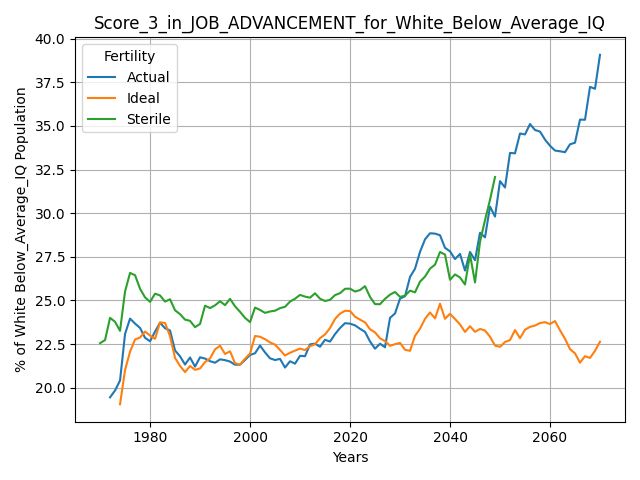 Score_3_in_JOB_ADVANCEMENT_for_White_Below_Average_IQ
% of White Below_Average_IQ Population
40.0
37.5
35.0
32.5
30.0
27.5
25.0
22.5
20.0
Fertility
Actual
Ideal
Sterile
1980
2000
2020
2040
2060
Years